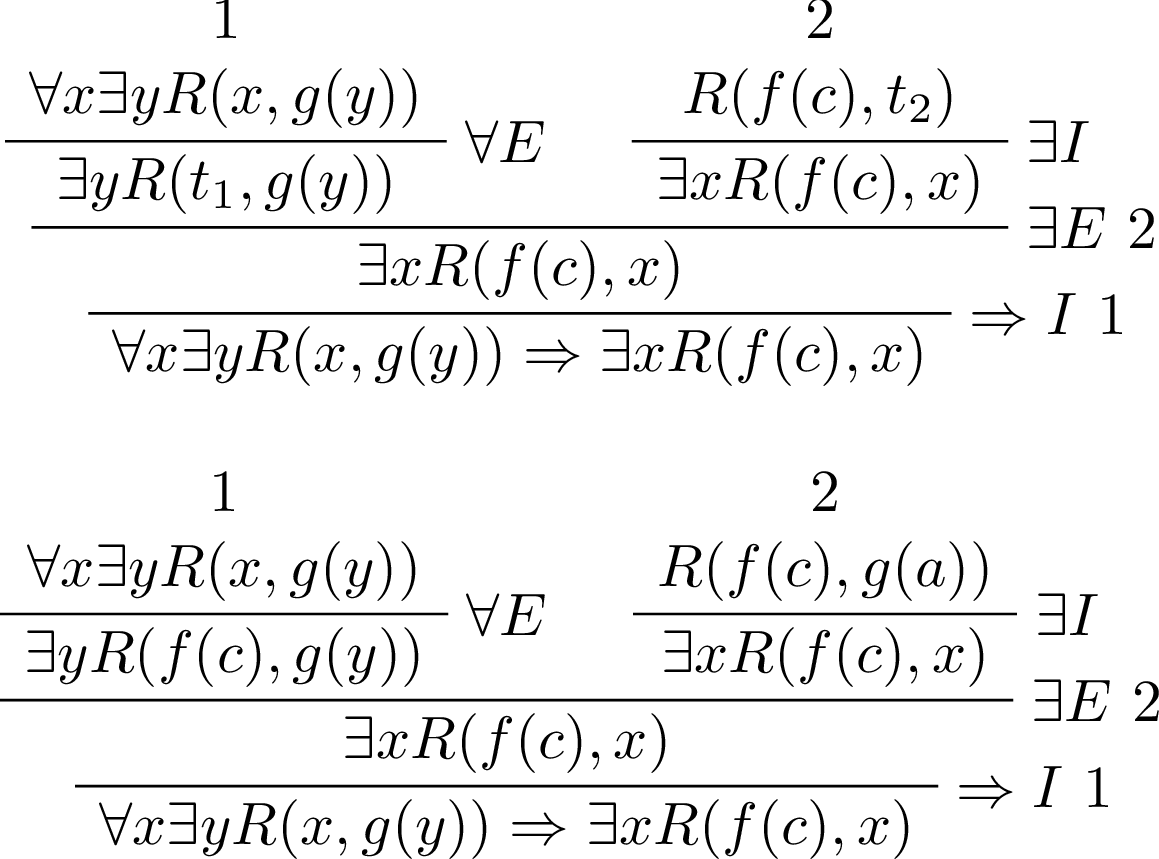 1 2
∀x∃yR(x, g(y)) R(f(c), t₂)
∀E ∃I
∃yR(t₁, g(y)) ∃xR(f(c), x)
∃E 2
∃xR(f(c), x)
⇒ I 1
∀x∃yR(x, g(y)) ⇒ ∃xR(f(c), x)
1 2
∀x∃yR(x, g(y)) R(f(c), g(a))
∀E ∃I
∃yR(f(c), g(y)) ∃xR(f(c), x)
∃E 2
∃xR(f(c), x)
⇒ I 1
∀x∃yR(x, g(y)) ⇒ ∃xR(f(c), x)